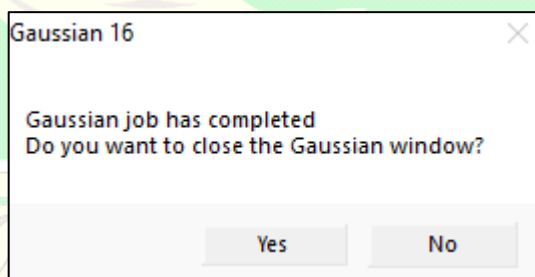 Gaussian 16
Gaussian job has completed
Do you want to close the Gaussian window?
Yes No